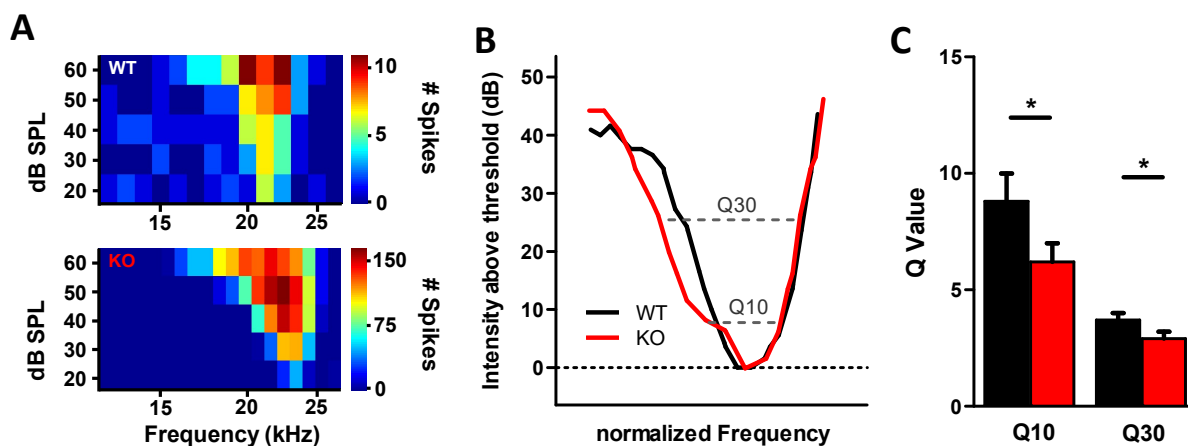 A
dB SPL
60
50
40
30
20
WT
15
20
25
10
5
0
# Spikes
dB SPL
60
50
40
30
20
KO
15
20
25
Frequency (kHz)
150
75
0
# Spikes
B
Intensity above threshold (dB)
50
40
30
20
10
0
Q30
Q10
WT
KO
normalized Frequency
C
Q Value
15
10
5
0
*
*
Q10
Q30